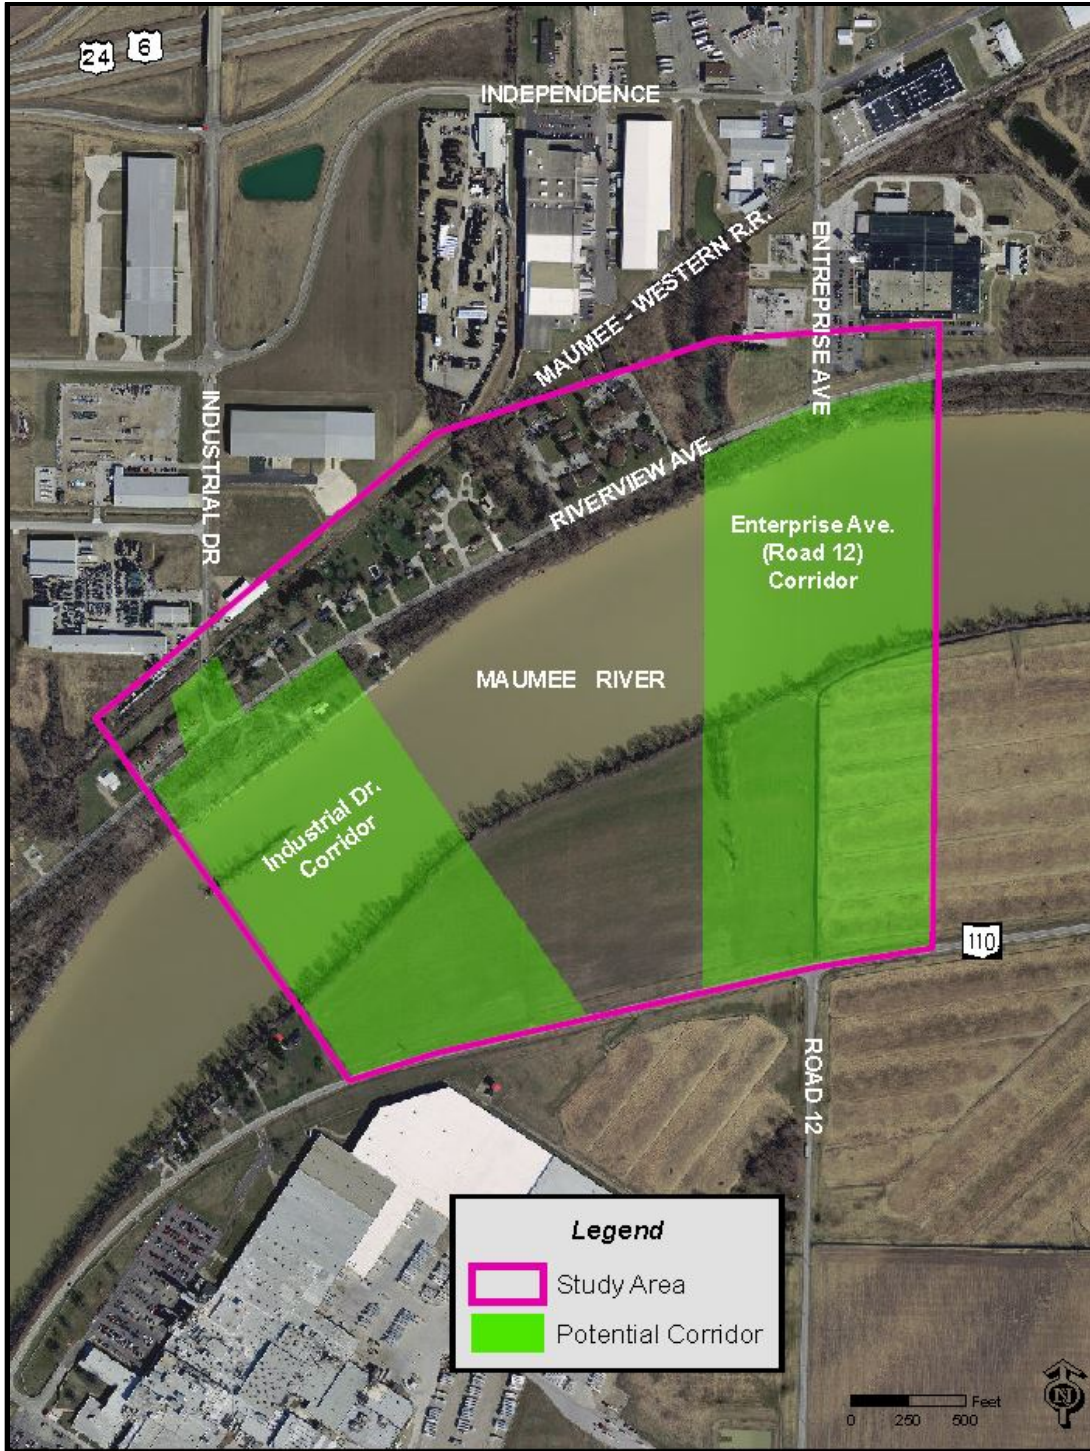 24
6
INDEPENDENCE
MAUMEE - WESTERN R.R.
ENTREPRISE AVE
INDUSTRIAL DR
RIVERVIEW AVE
Enterprise Ave.
(Road 12)
Corridor
MAUMEE RIVER
Industrial Dr.
Corridor
110
ROAD 12
Legend
Study Area
Potential Corridor
Feet
0 250 500
N